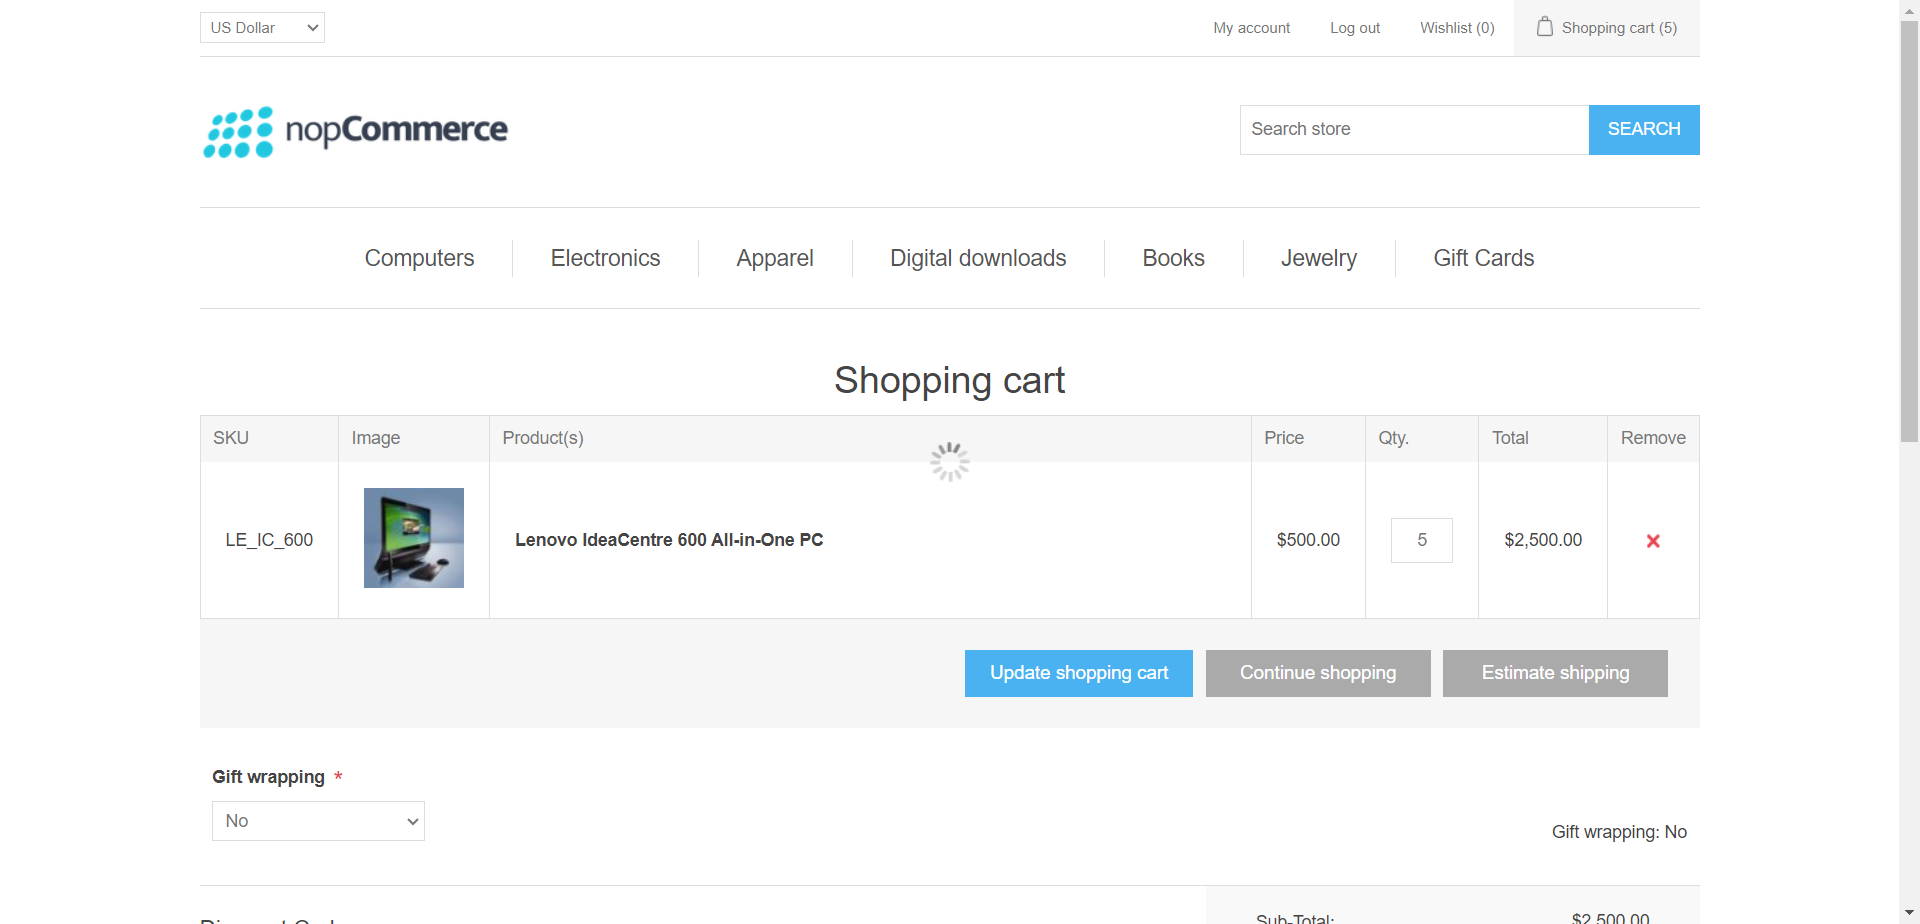 US Dollar
My account
Log out
Wishlist (0)
Shopping cart (5)
nopCommerce
Search store
SEARCH
Computers
Electronics
Apparel
Digital downloads
Books
Jewelry
Gift Cards
Shopping cart
SKU
Image
Product(s)
Price
Qty.
Total
Remove
LE_IC_600
Lenovo IdeaCentre 600 All-in-One PC
$500.00
5
$2,500.00
Update shopping cart
Continue shopping
Estimate shipping
Gift wrapping *
No
Gift wrapping: No
Sub-Total:
$2,500.00